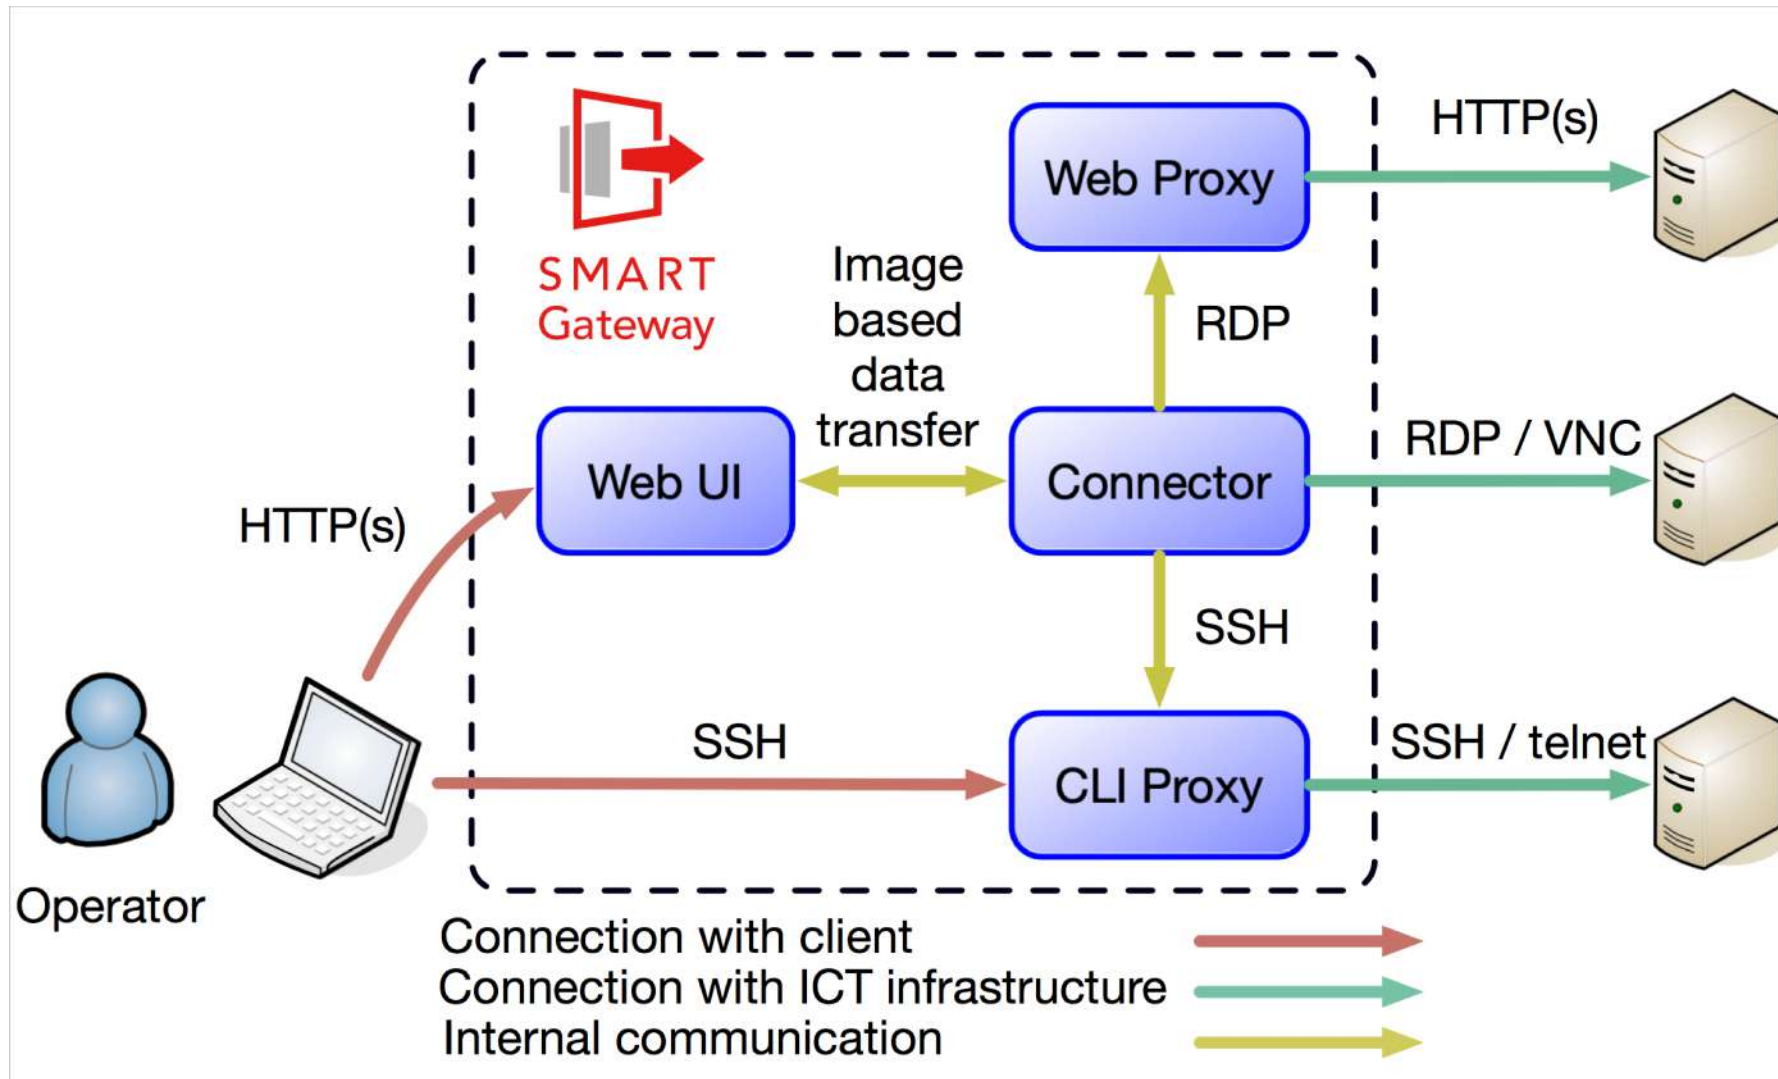 HTTP(s)
Web Proxy
SMART
Gateway
Image
based
data
transfer
RDP
RDP / VNC
Web UI
Connector
HTTP(s)
SSH
SSH
SSH / telnet
CLI Proxy
Operator
Connection with client
Connection with ICT infrastructure
Internal communication